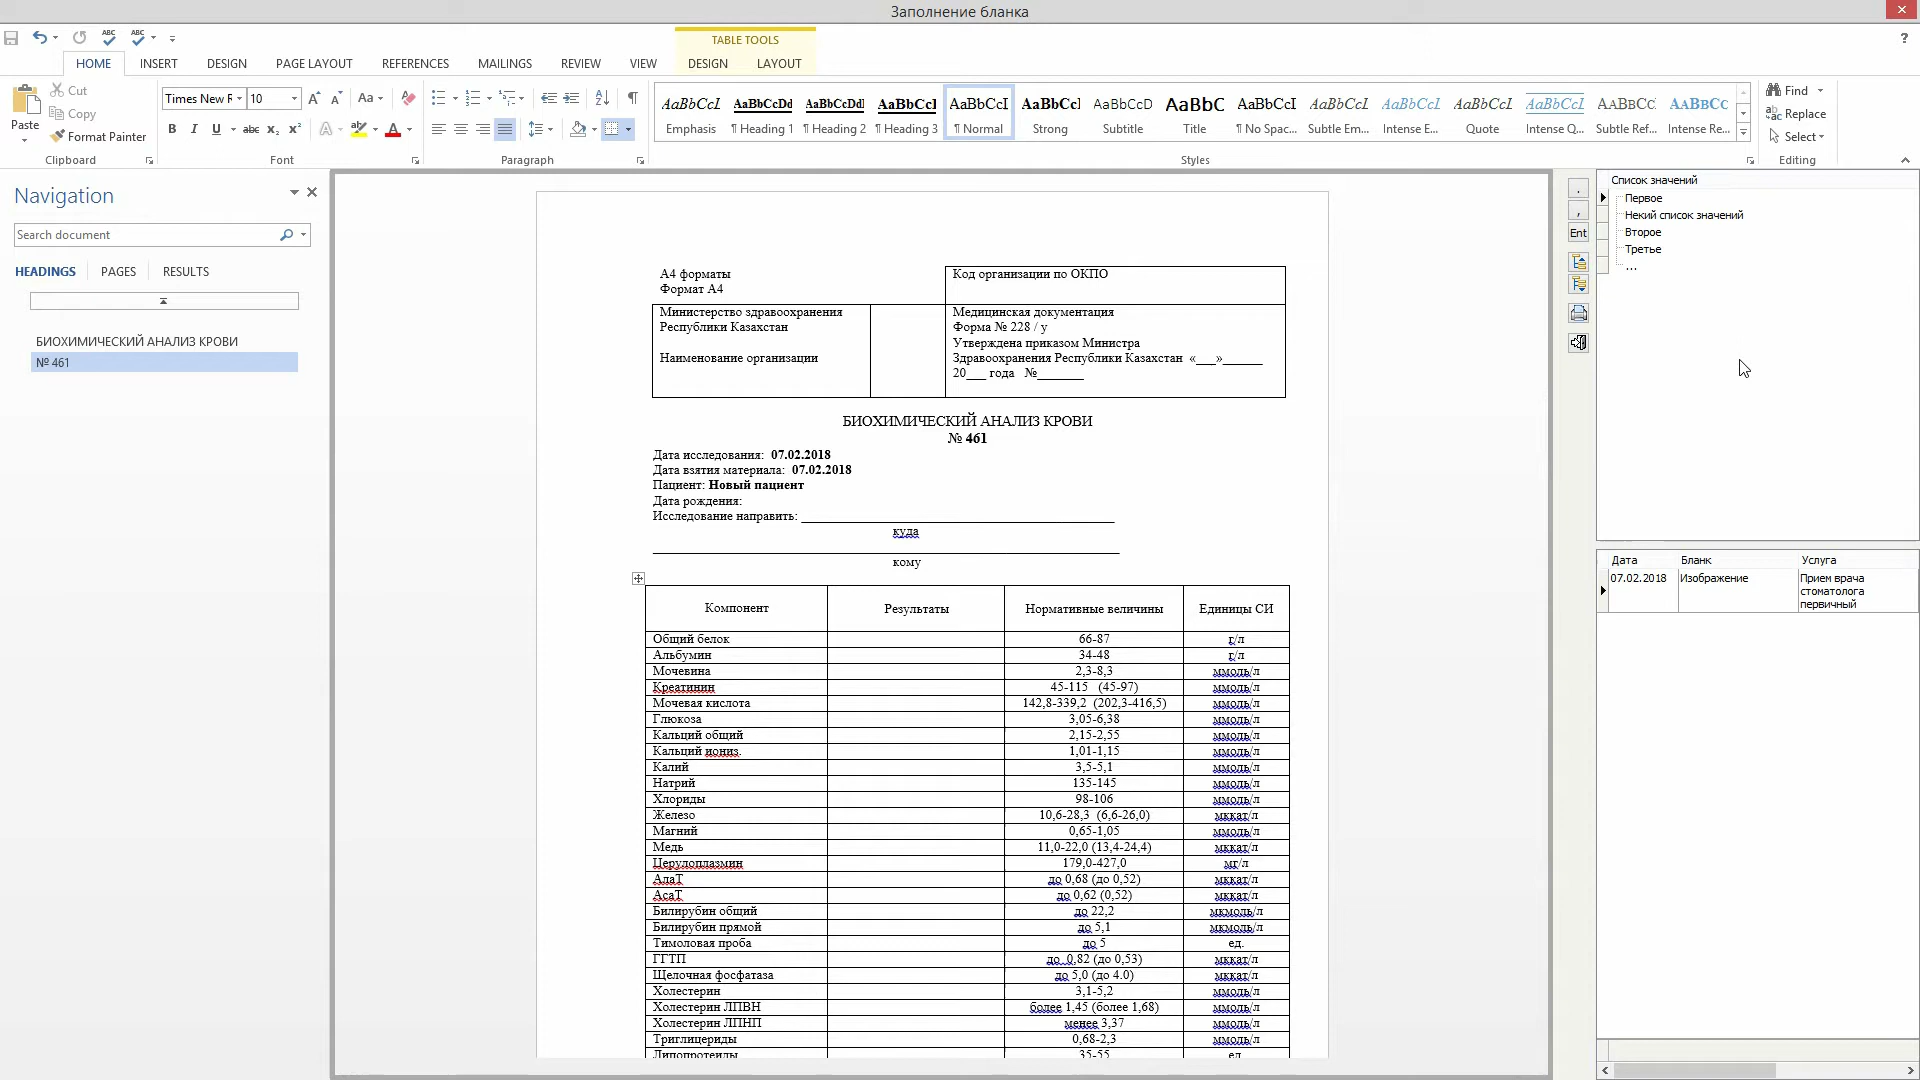 Заполнение бланка
TABLE TOOLS
HOME INSERT DESIGN PAGE LAYOUT REFERENCES MAILINGS REVIEW VIEW DESIGN LAYOUT
Paste
Cut
Copy
Format Painter
Clipboard
Times New R 10
Font
Paragraph
AaBbCcI Emphasis
AaBbCcDd ¶ Heading 1
AaBbCcDdI ¶ Heading 2
AaBbCcI ¶ Heading 3
AaBbCcI ¶ Normal
AaBbCcI Strong
AaBbCcD Subtitle
AaBbC Title
AaBbCcI ¶ No Spac...
AaBbCcI Subtle Em...
AaBbCcI Intense E...
AaBbCcI Quote
AaBbCcI Intense Q...
AaBbCc Subtle Ref...
AaBbCc Intense Re...
Styles
Find
Replace
Select
Editing
Navigation
Search document
HEADINGS PAGES RESULTS
БИОХИМИЧЕСКИЙ АНАЛИЗ КРОВИ
№ 461
А4 форматы
Формат А4
Код организации по ОКПО
Министерство здравоохранения
Республики Казахстан
Наименование организации
Медицинская документация
Форма № 228 / у
Утверждена приказом Министра
Здравоохранения Республики Казахстан «___»______
20___ года №_______
БИОХИМИЧЕСКИЙ АНАЛИЗ КРОВИ
№ 461
Дата исследования: 07.02.2018
Дата взятия материала: 07.02.2018
Пациент: Новый пациент
Дата рождения:
Исследование направить:
куда
кому
Компонент Результаты Нормативные величины Единицы СИ
Общий белок 66-87 г/л
Альбумин 34-48 г/л
Мочевина 2,3-8,3 ммоль/л
Креатинин 45-115 (45-97) ммоль/л
Мочевая кислота 142,8-339,2 (202,3-416,5) ммоль/л
Глюкоза 3,05-6,38 ммоль/л
Кальций общий 2,15-2,55 ммоль/л
Кальций иониз. 1,01-1,15 ммоль/л
Калий 3,5-5,1 ммоль/л
Натрий 135-145 ммоль/л
Хлориды 98-106 ммоль/л
Железо 10,6-28,3 (6,6-26,0) мккат/л
Магний 0,65-1,05 ммоль/л
Медь 11,0-22,0 (13,4-24,4) мккат/л
Церулоплазмин 179,0-427,0 мг/л
АлаТ до 0,68 (до 0,52) мккат/л
АсаТ до 0,62 (0,52) мккат/л
Билирубин общий до 22,2 мкмоль/л
Билирубин прямой до 5,1 мкмоль/л
Тимоловая проба до 5 ед.
ГГТП до 0,82 (до 0,53) мккат/л
Щелочная фосфатаза до 5,0 (до 4.0) мккат/л
Холестерин 3,1-5,2 ммоль/л
Холестерин ЛПВН более 1,45 (более 1,68) ммоль/л
Холестерин ЛПНП менее 3,37 ммоль/л
Триглицериды 0,68-2,3 ммоль/л
Липопротеиды 35-55 ед
.
,
Ent
Список значений
Первое
Некий список значений
Второе
Третье
...
Дата Бланк Услуга
07.02.2018 Изображение Прием врача
стоматолога
первичный